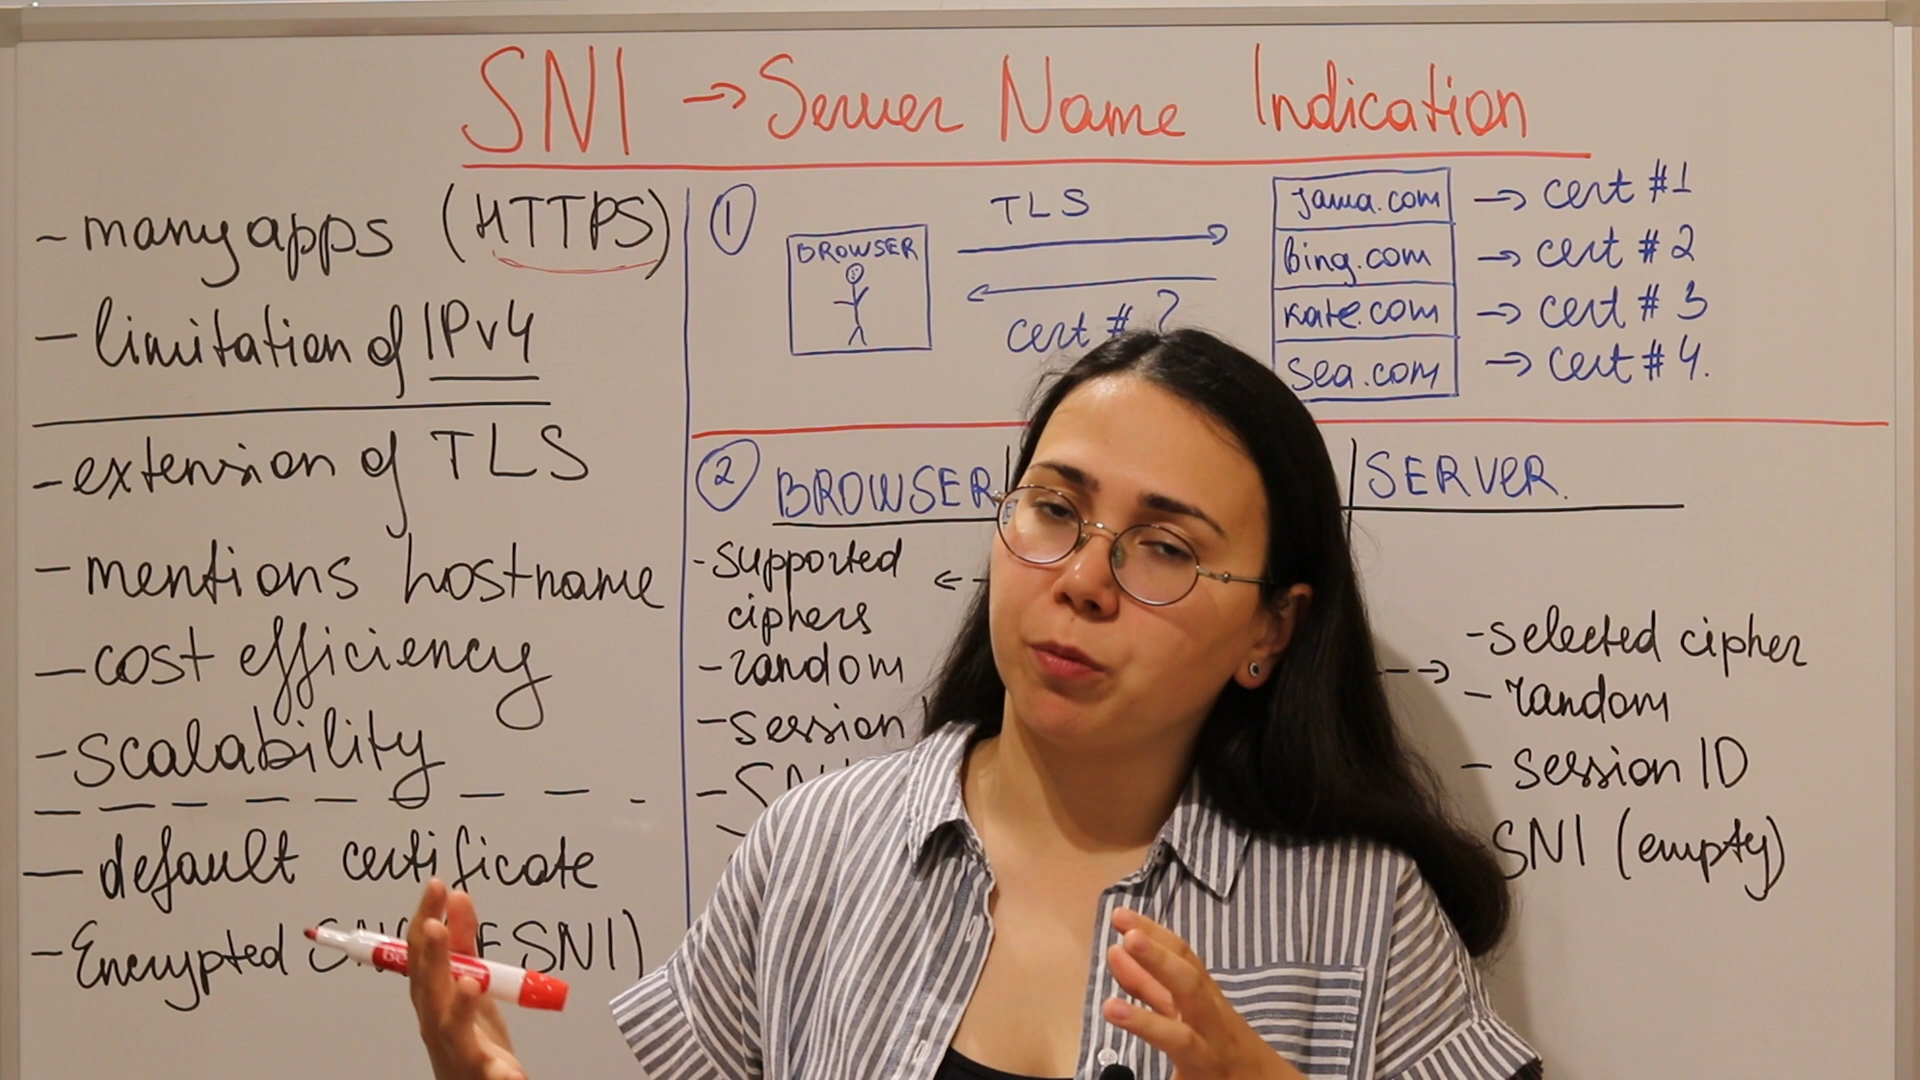 SNI → Server Name Indication
- many apps (HTTPS)
- limitation of IPv4
- extension of TLS
- mentions hostname
- cost efficiency
- scalability
- default certificate
- Encrypted (ESNI)
1
BROWSER
TLS
cert # ?
jama.com → cert #1
bing.com → cert # 2
kate.com → cert # 3
sea.com → cert # 4.
2
BROWSER
- supported
ciphers
- random
- session
SERVER.
- selected cipher
- random
- session ID
SNI (empty)